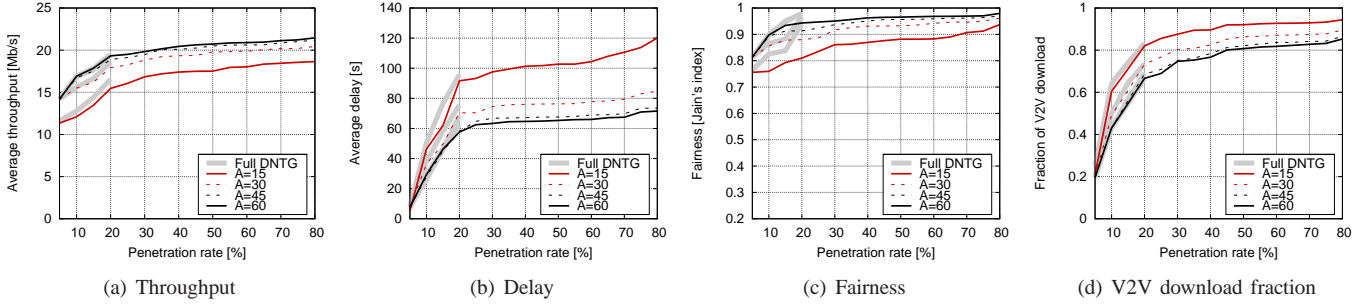 Average throughput [Mb/s]
25
20
15
10
5
0
10 20 30 40 50 60 70 80
Penetration rate [%]
Full DNTG
A=15
A=30
A=45
A=60
(a) Throughput
Average delay [s]
140
120
100
80
60
40
20
0
10 20 30 40 50 60 70 80
Penetration rate [%]
Full DNTG
A=15
A=30
A=45
A=60
(b) Delay
Fairness [Jain's index]
1
0.9
0.8
0.7
0.6
0.5
0.4
0.3
0.2
10 20 30 40 50 60 70 80
Penetration rate [%]
Full DNTG
A=15
A=30
A=45
A=60
(c) Fairness
Fraction of V2V download
1
0.8
0.6
0.4
0.2
0
10 20 30 40 50 60 70 80
Penetration rate [%]
Full DNTG
A=15
A=30
A=45
A=60
(d) V2V download fraction